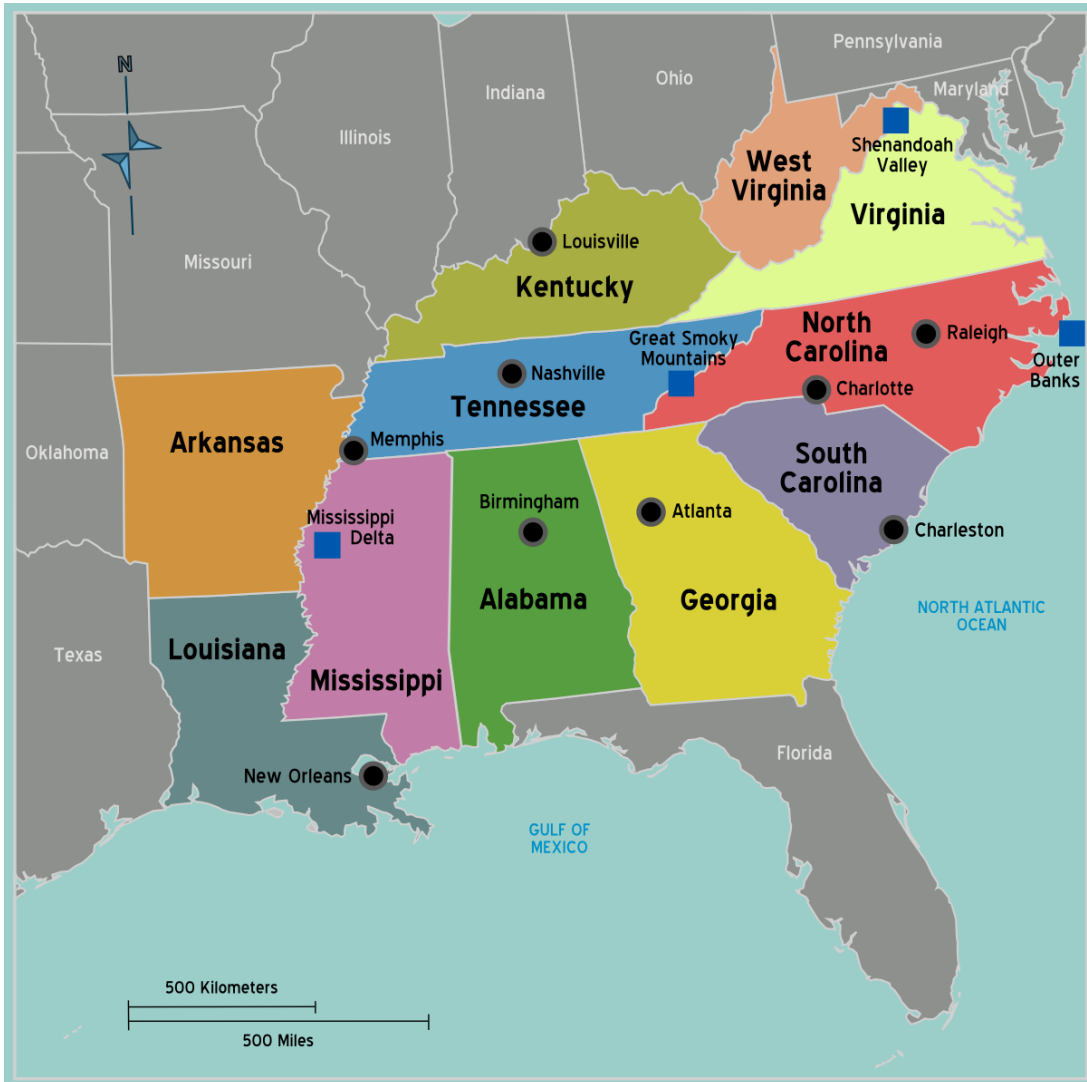 N
Pennsylvania
Ohio
Indiana
Maryland
Illinois
Shenandoah
Valley
West
Virginia
Virginia
Louisville
Missouri
Kentucky
North
Carolina
Raleigh
Great Smoky
Mountains
Outer
Banks
Nashville
Charlotte
Tennessee
Arkansas
Memphis
Oklahoma
South
Carolina
Birmingham
Atlanta
Mississippi
Delta
Charleston
Alabama
Georgia
NORTH ATLANTIC
OCEAN
Texas
Louisiana
Mississippi
Florida
New Orleans
GULF OF
MEXICO
500 Kilometers
500 Miles